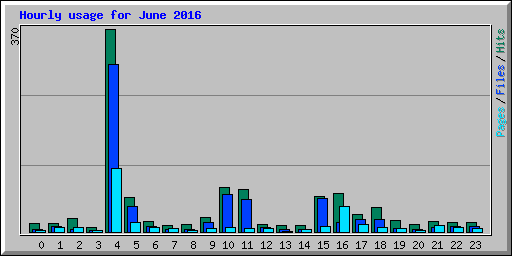 Hourly usage for June 2016
370
Pages / Files / Hits
0 1 2 3 4 5 6 7 8 9 10 11 12 13 14 15 16 17 18 19 20 21 22 23